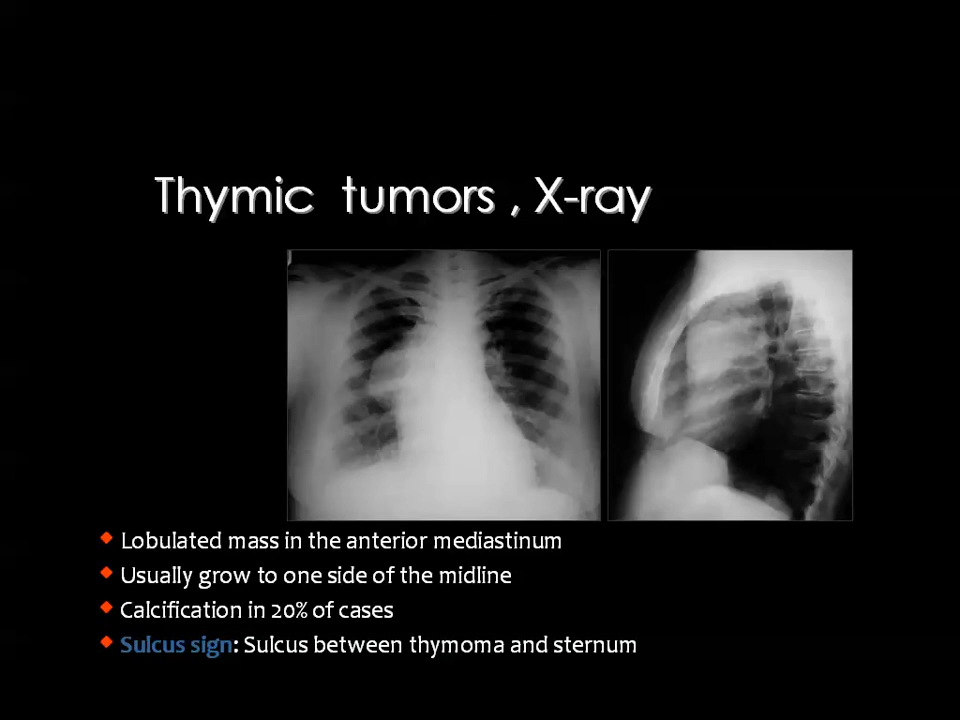 Thymic tumors , X-ray
Lobulated mass in the anterior mediastinum
Usually grow to one side of the midline
Calcification in 20% of cases
Sulcus sign: Sulcus between thymoma and sternum